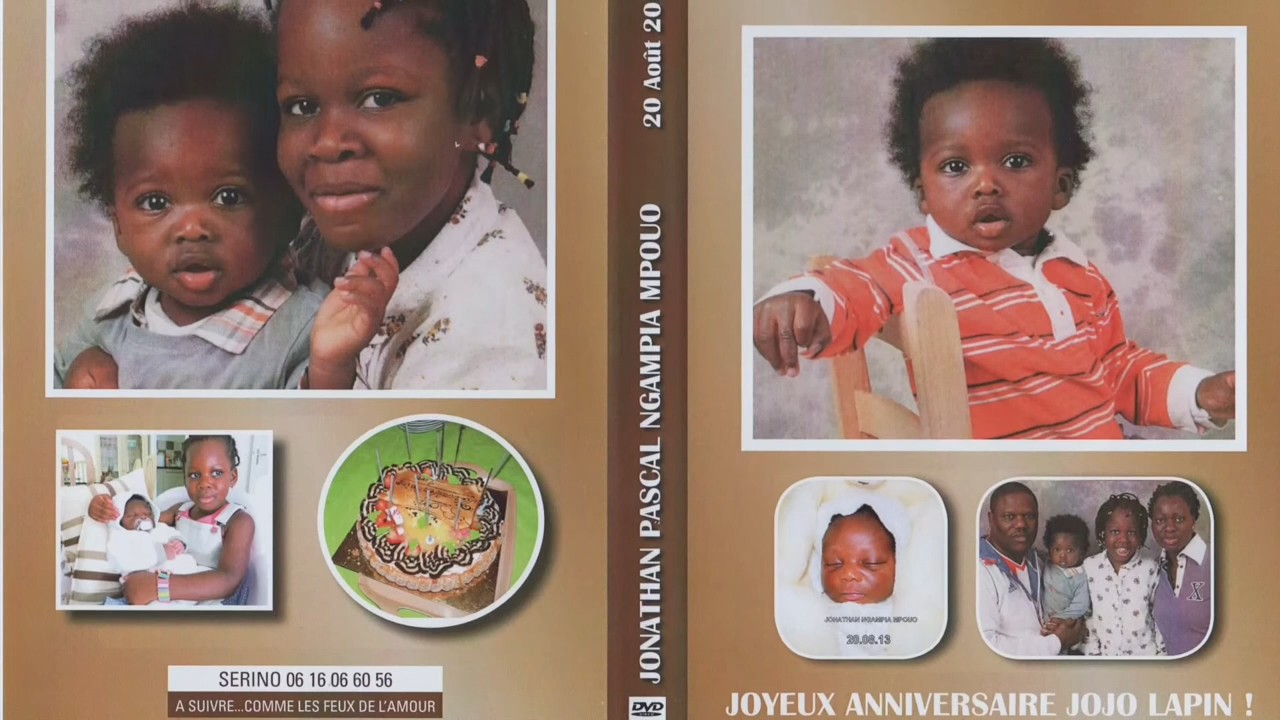 SERINO 06 16 06 60 56
A SUIVRE...COMME LES FEUX DE L'AMOUR
JONATHAN PASCAL NGAMPIA MPOUO
20 Août 20
DVD
JONATHAN NGAMPIA MPOUO
20.08.13
JOYEUX ANNIVERSAIRE JOJO LAPIN !
X